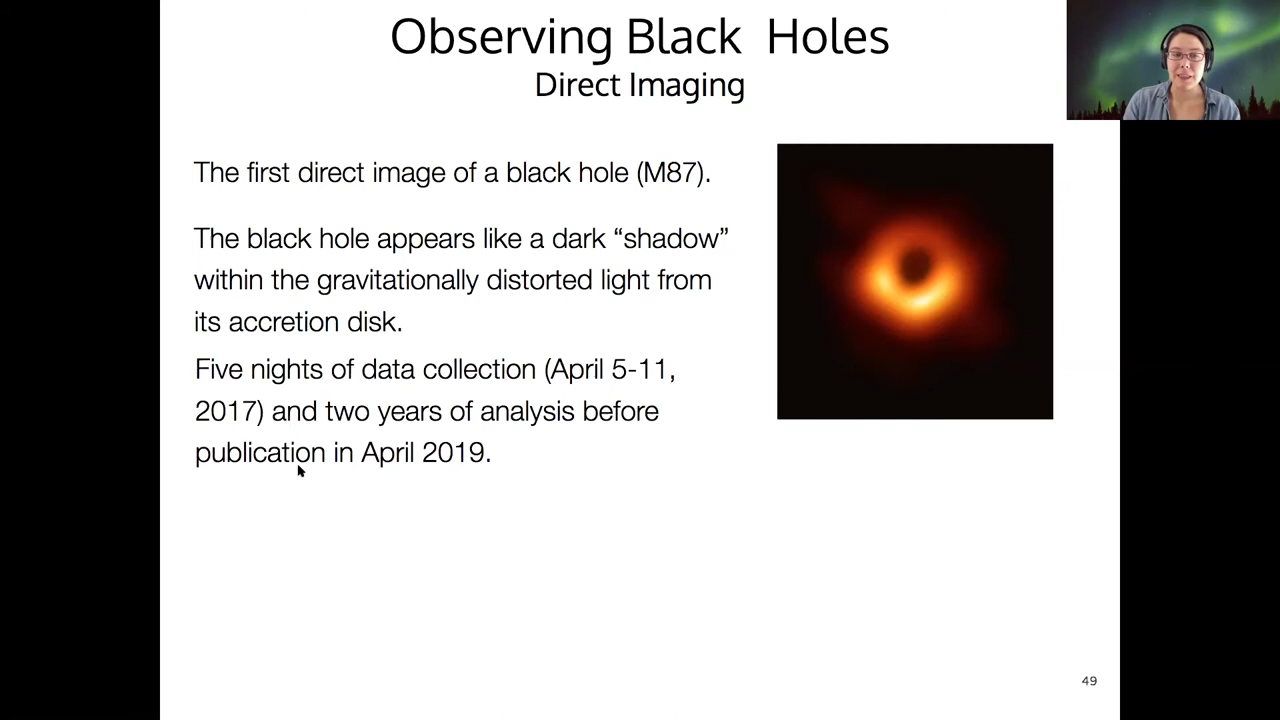 Observing Black  Holes
Direct Imaging
The first direct image of a black hole (M87).
The black hole appears like a dark “shadow”
within the gravitationally distorted light from
its accretion disk.
Five nights of data collection (April 5-11,
2017) and two years of analysis before
publication in April 2019.
49